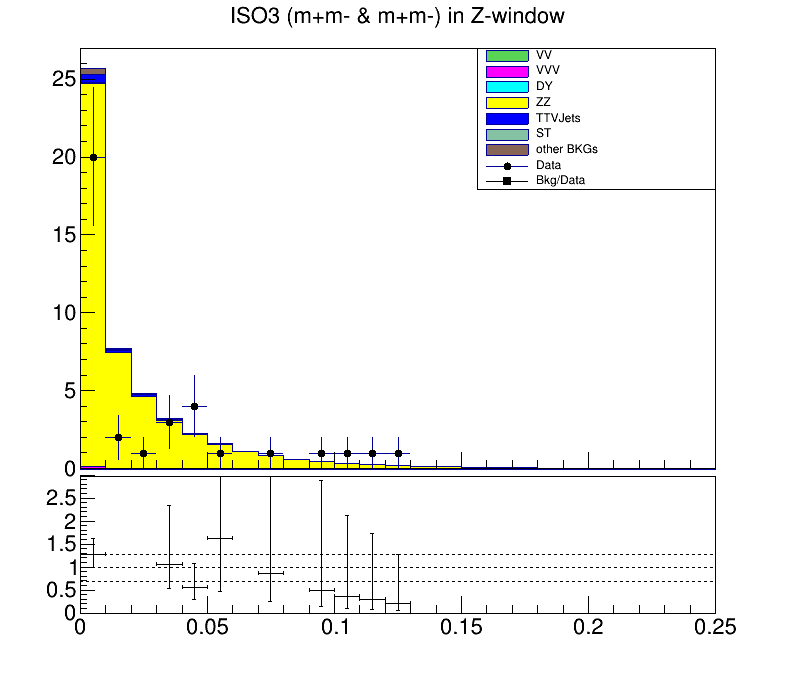 ISO3 (m+m- & m+m-) in Z-window
VV
VVV
DY
ZZ
TTVJets
ST
other BKGs
Data
Bkg/Data
25
20
15
10
5
0
2.5
2
1.5
1
0.5
0
0 0.05 0.1 0.15 0.2 0.25